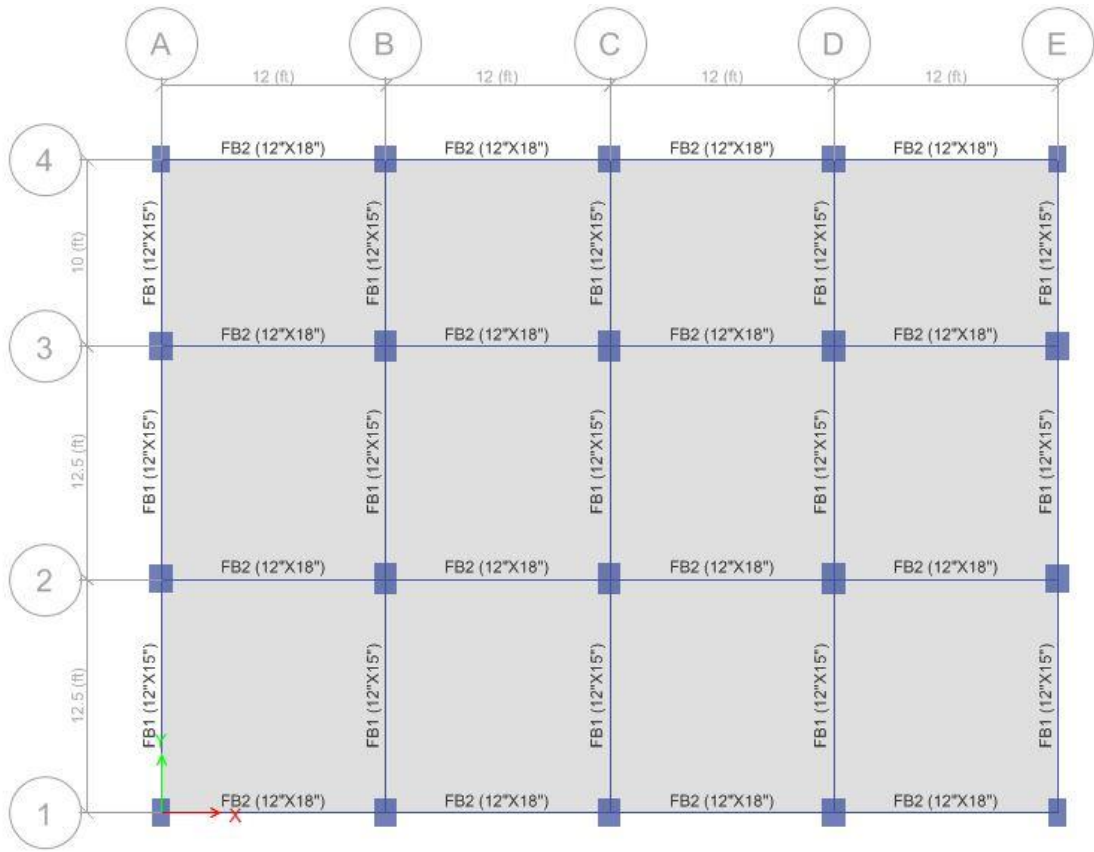 A B C D E
12 (ft) 12 (ft) 12 (ft) 12 (ft)
4 FB2 (12"X18") FB2 (12"X18") FB2 (12"X18") FB2 (12"X18")
10 (ft) FB1 (12"X15") FB1 (12"X15") FB1 (12"X15") FB1 (12"X15") FB1 (12"X15")
3 FB2 (12"X18") FB2 (12"X18") FB2 (12"X18") FB2 (12"X18")
12.5 (ft) FB1 (12"X15") FB1 (12"X15") FB1 (12"X15") FB1 (12"X15") FB1 (12"X15")
2 FB2 (12"X18") FB2 (12"X18") FB2 (12"X18") FB2 (12"X18")
12.5 (ft) FB1 (12"X15") FB1 (12"X15") FB1 (12"X15") FB1 (12"X15") FB1 (12"X15")
Y
1 X FB2 (12"X18") FB2 (12"X18") FB2 (12"X18") FB2 (12"X18")